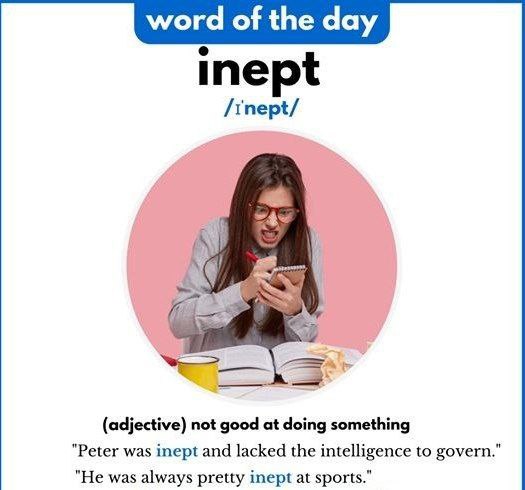 word of the day
inept
/ɪˈnept/
(adjective) not good at doing something
"Peter was inept and lacked the intelligence to govern."
"He was always pretty inept at sports."